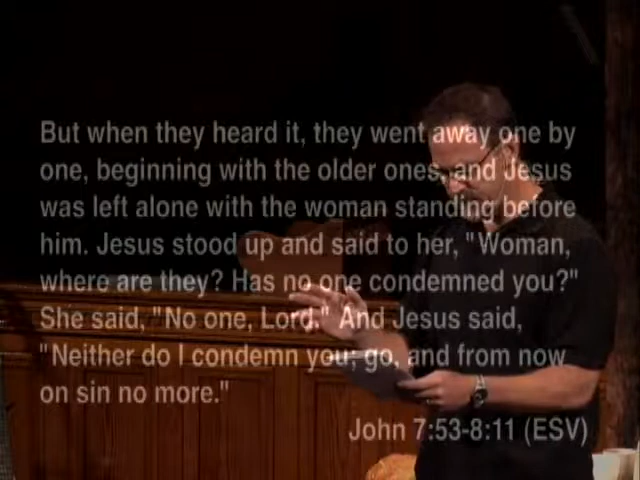 But when they heard it, they went away one by
one, beginning with the older ones, and Jesus
was left alone with the woman standing before
him. Jesus stood up and said to her, "Woman,
where are they? Has no one condemned you?"
She said, "No one, Lord." And Jesus said,
"Neither do I condemn you; go, and from now
on sin no more."
John 7:53-8:11 (ESV)